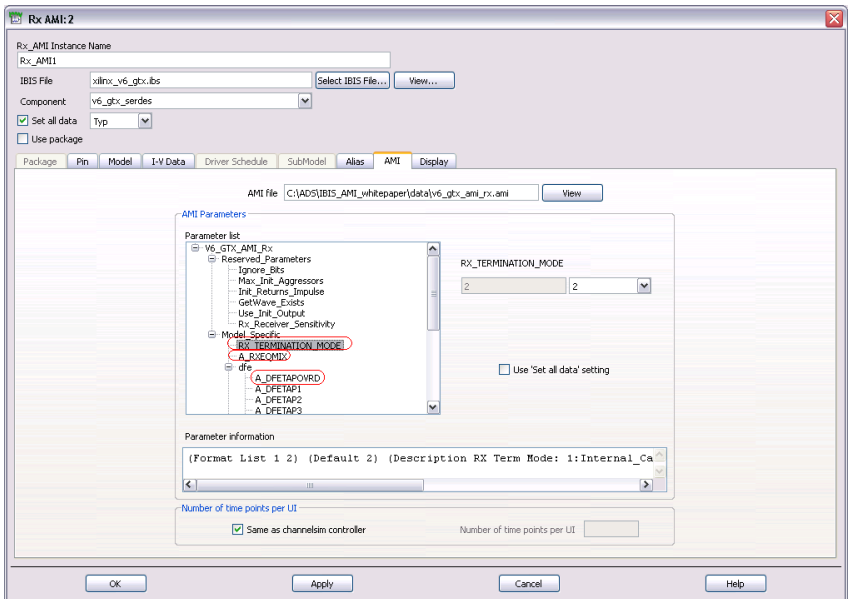 Rx AMI:2
Rx_AMI Instance Name
Rx_AMI1
IBIS File xilinx_v6_gtx.ibs Select IBIS File... View...
Component v6_gtx_serdes
Set all data Typ
Use package
Package Pin Model I-V Data Driver Schedule SubModel Alias AMI Display
AMI file C:\ADS\IBIS_AMI_whitepaper\data\v6_gtx_ami_rx.ami View
AMI Parameters
Parameter list
V6_GTX_AMI_Rx
Reserved_Parameters
Ignore_Bits
Max_Init_Aggressors
Init_Returns_Impulse
GetWave_Exists
Use_Init_Output
Rx_Receiver_Sensitivity
Model_Specific
RX_TERMINATION_MODE
A_RXEQMIX
dfe
A_DFETAPOVRD
A_DFETAP1
A_DFETAP2
A_DFETAP3
RX_TERMINATION_MODE
2 2
Use 'Set all data' setting
Parameter information
(Format List 1 2) (Default 2) (Description RX Term Mode: 1:Internal_Ca
Number of time points per UI
Same as channelsim controller Number of time points per UI
OK Apply Cancel Help